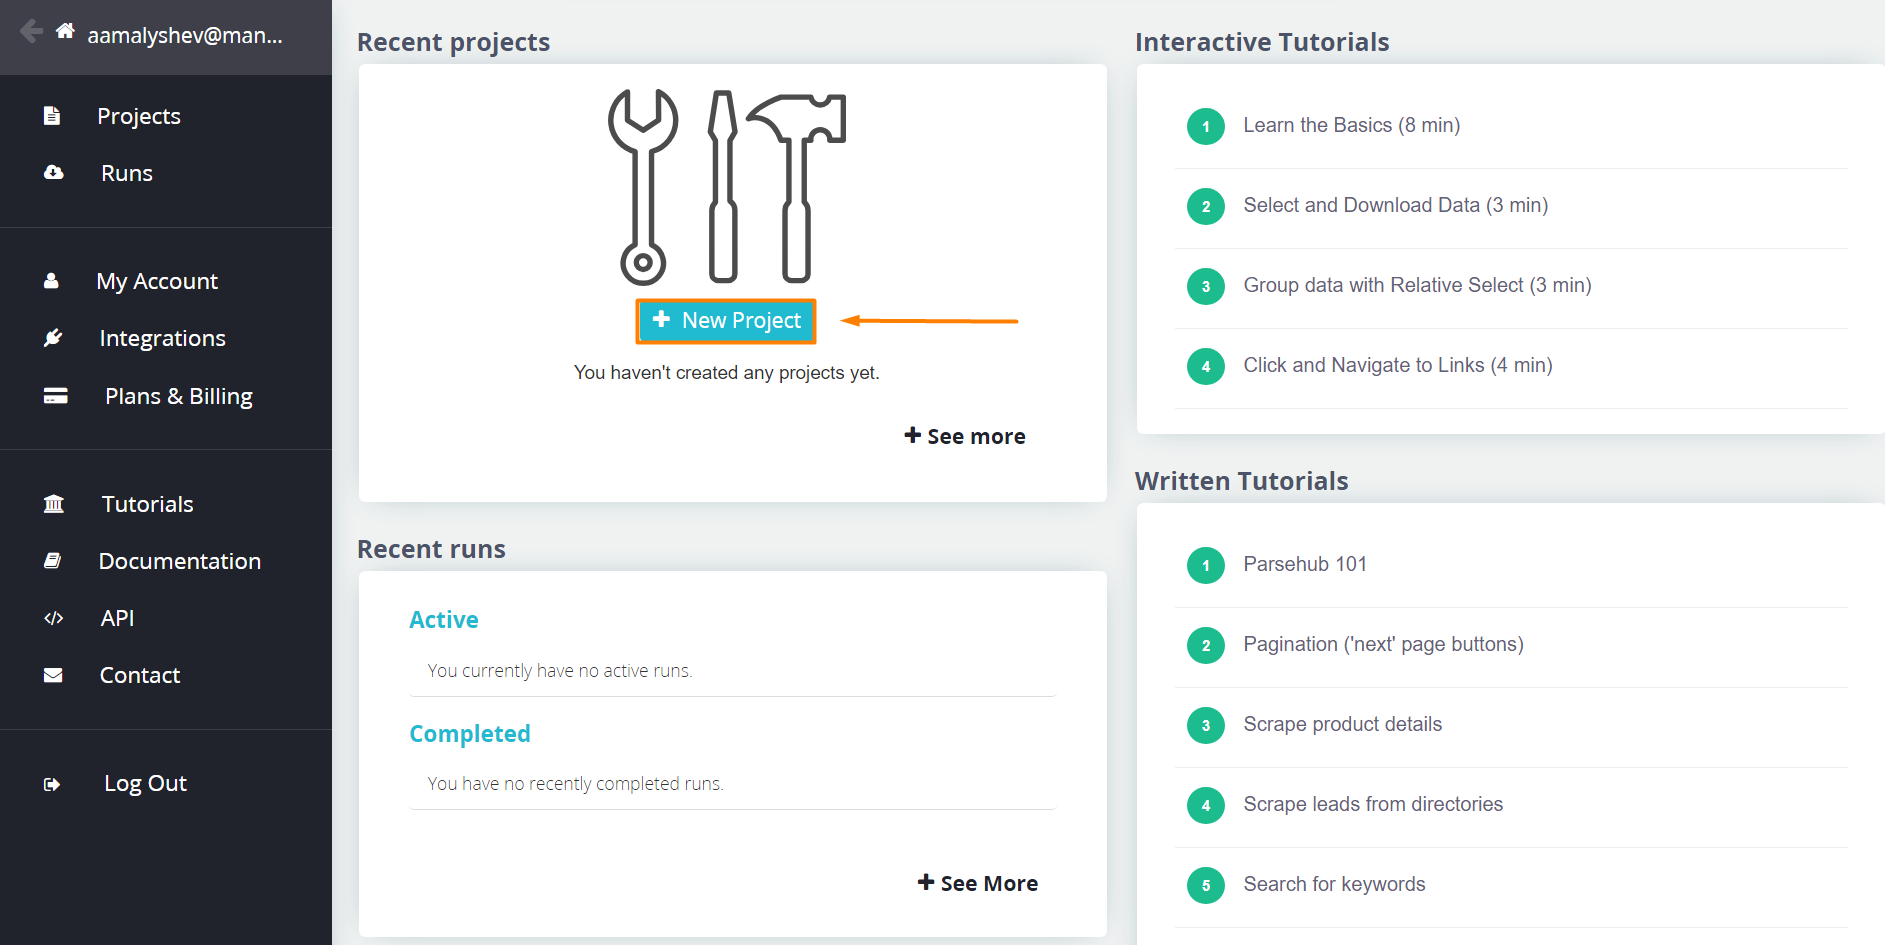 aamalyshev@man...
Projects
Runs
My Account
Integrations
Plans & Billing
Tutorials
Documentation
API
Contact
Log Out
Recent projects
+ New Project
You haven't created any projects yet.
+ See more
Recent runs
Active
You currently have no active runs.
Completed
You have no recently completed runs.
+ See More
Interactive Tutorials
1 Learn the Basics (8 min)
2 Select and Download Data (3 min)
3 Group data with Relative Select (3 min)
4 Click and Navigate to Links (4 min)
Written Tutorials
1 Parsehub 101
2 Pagination ('next' page buttons)
3 Scrape product details
4 Scrape leads from directories
5 Search for keywords